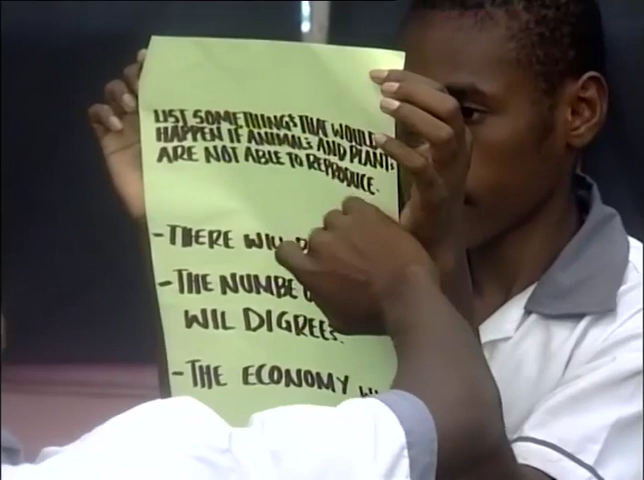 LIST SOMETHINGS THAT WOULD
HAPPEN IF ANIMALS AND PLANTS
ARE NOT ABLE TO REPRODUCE.
- THERE WILL
- THE NUMBE
WIL DIGREES.
- THE ECONOMY